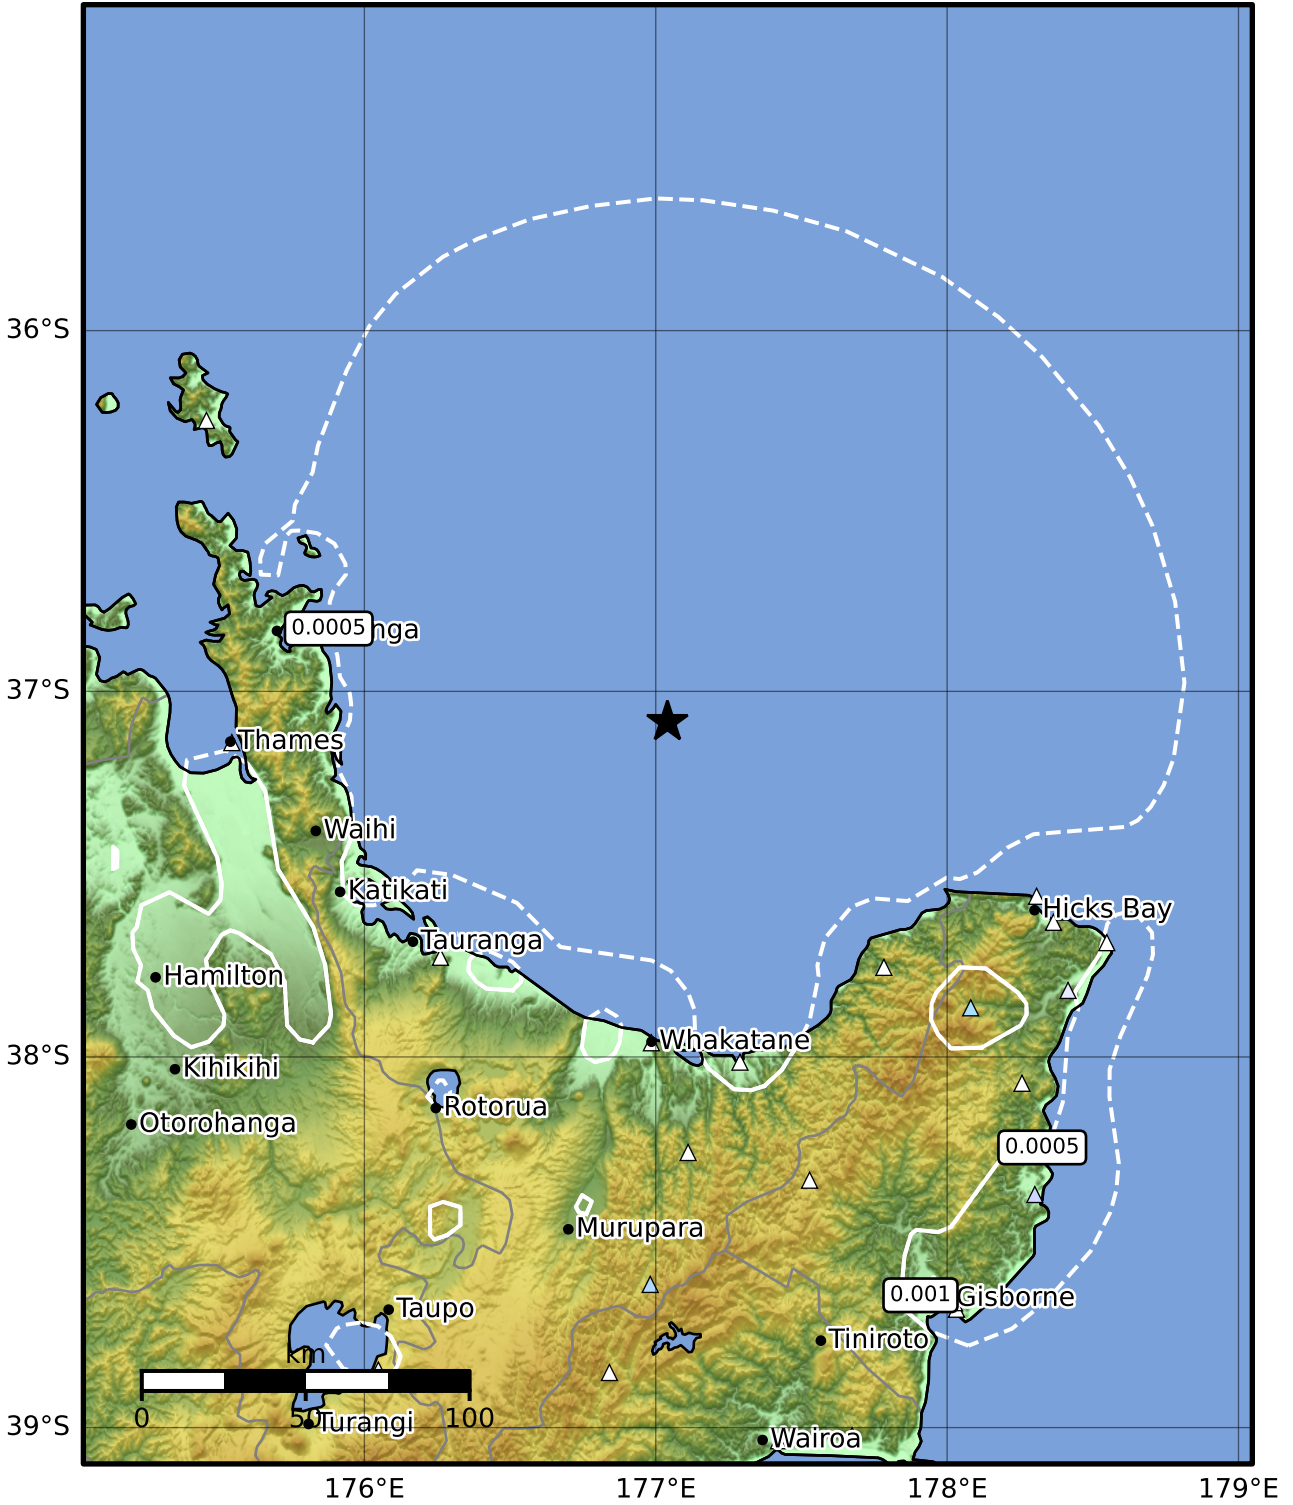 36°S
0.0005
nga
37°S
Thames
Waihi
Katikati
Hicks Bay
Tauranga
Hamilton
Whakatane
38°S
Kihikihi
Rotorua
Otorohanga
0.0005
Murupara
0.001
Gisborne
Taupo
Tiniroto
km
0
50
100
Turangi
39°S
Wairoa
176°E
177°E
178°E
179°E